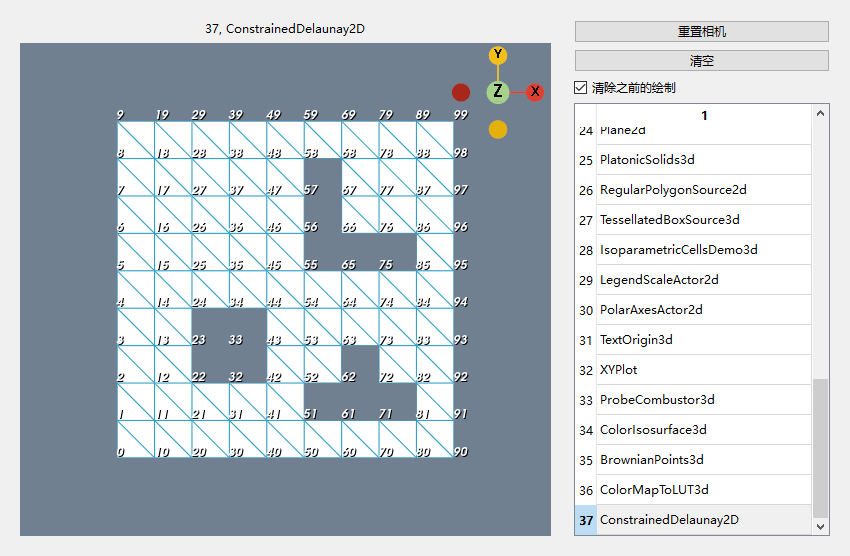 37, ConstrainedDelaunay2D
Y
Z
X
9 19 29 39 49 59 69 79 89 99
8 18 28 38 48 58 68 78 88 98
7 17 27 37 47 57 67 77 87 97
6 16 26 36 46 56 66 76 86 96
5 15 25 35 45 55 65 75 85 95
4 14 24 34 44 54 64 74 84 94
3 13 23 33 43 53 63 73 83 93
2 12 22 32 42 52 62 72 82 92
1 11 21 31 41 51 61 71 81 91
0 10 20 30 40 50 60 70 80 90
重置相机
清空
清除之前的绘制
1
24 Plane2d
25 PlatonicSolids3d
26 RegularPolygonSource2d
27 TessellatedBoxSource3d
28 IsoparametricCellsDemo3d
29 LegendScaleActor2d
30 PolarAxesActor2d
31 TextOrigin3d
32 XYPlot
33 ProbeCombustor3d
34 ColorIsosurface3d
35 BrownianPoints3d
36 ColorMapToLUT3d
37 ConstrainedDelaunay2D